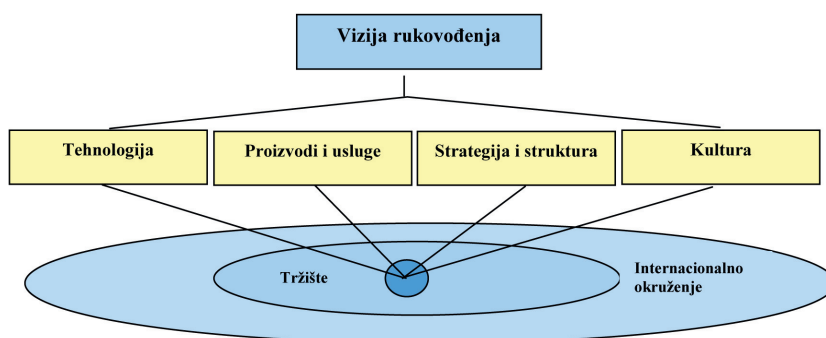 Vizija rukovođenja
Tehnologija
Proizvodi i usluge
Strategija i struktura
Kultura
Tržište
Internacionalno
okruženje